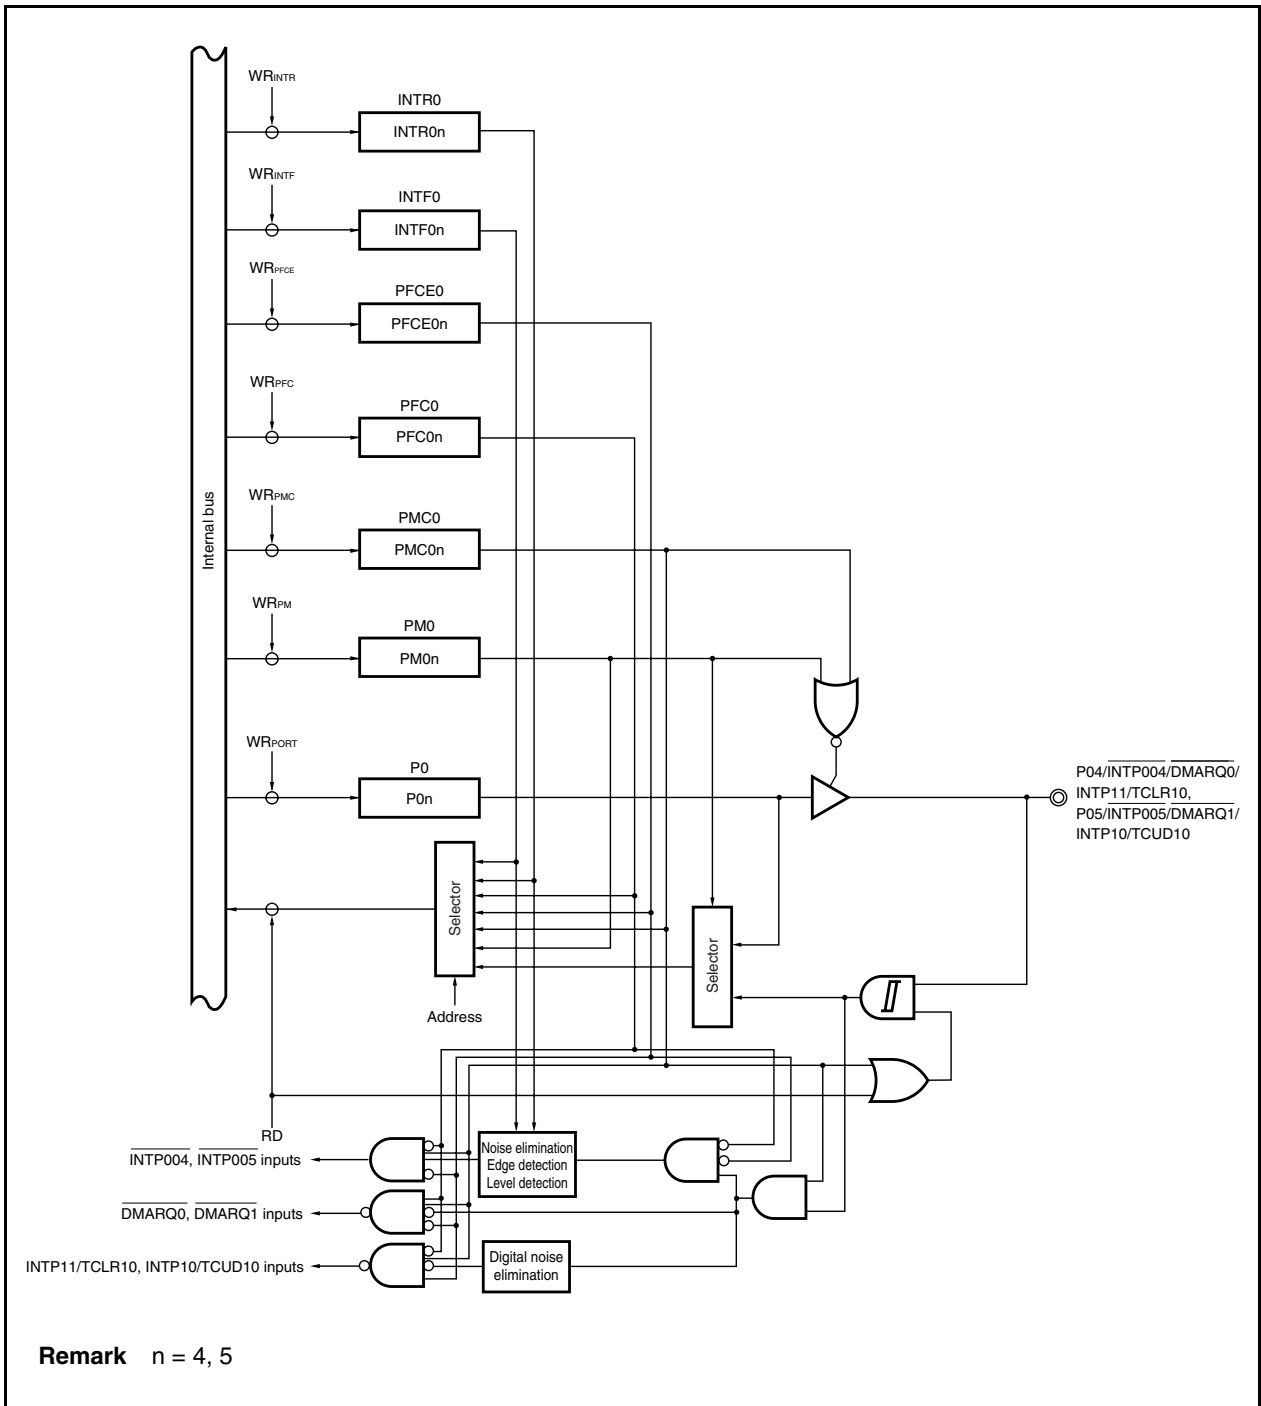 WRINTR
INTR0
INTR0n
WRINTF
INTF0
INTF0n
WRPFCE
PFCE0
PFCE0n
WRPFC
PFC0
PFC0n
WRPMC
PMC0
PMC0n
Internal bus
WRPM
PM0
PM0n
WRPORT
P0
P0n
P04/INTP004/DMARQ0/
INTP11/TCLR10,
P05/INTP005/DMARQ1/
INTP10/TCUD10
Selector
Selector
Address
RD
INTP004, INTP005 inputs
Noise elimination
Edge detection
Level detection
DMARQ0, DMARQ1 inputs
INTP11/TCLR10, INTP10/TCUD10 inputs
Digital noise
elimination
Remark n = 4, 5